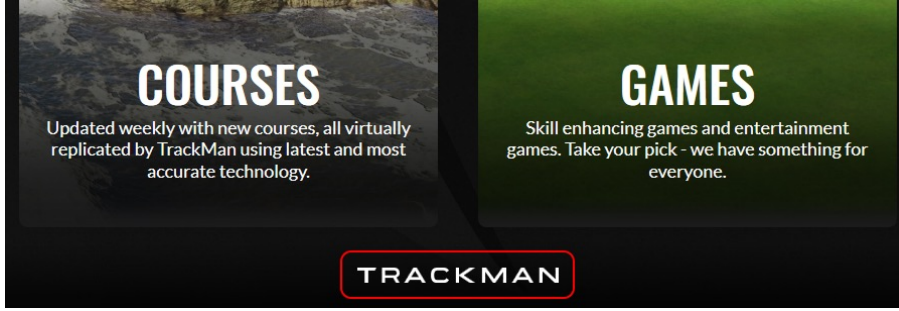 COURSES
Updated weekly with new courses, all virtually
replicated by TrackMan using latest and most
accurate technology.
GAMES
Skill enhancing games and entertainment
games. Take your pick - we have something for
everyone.
TRACKMAN